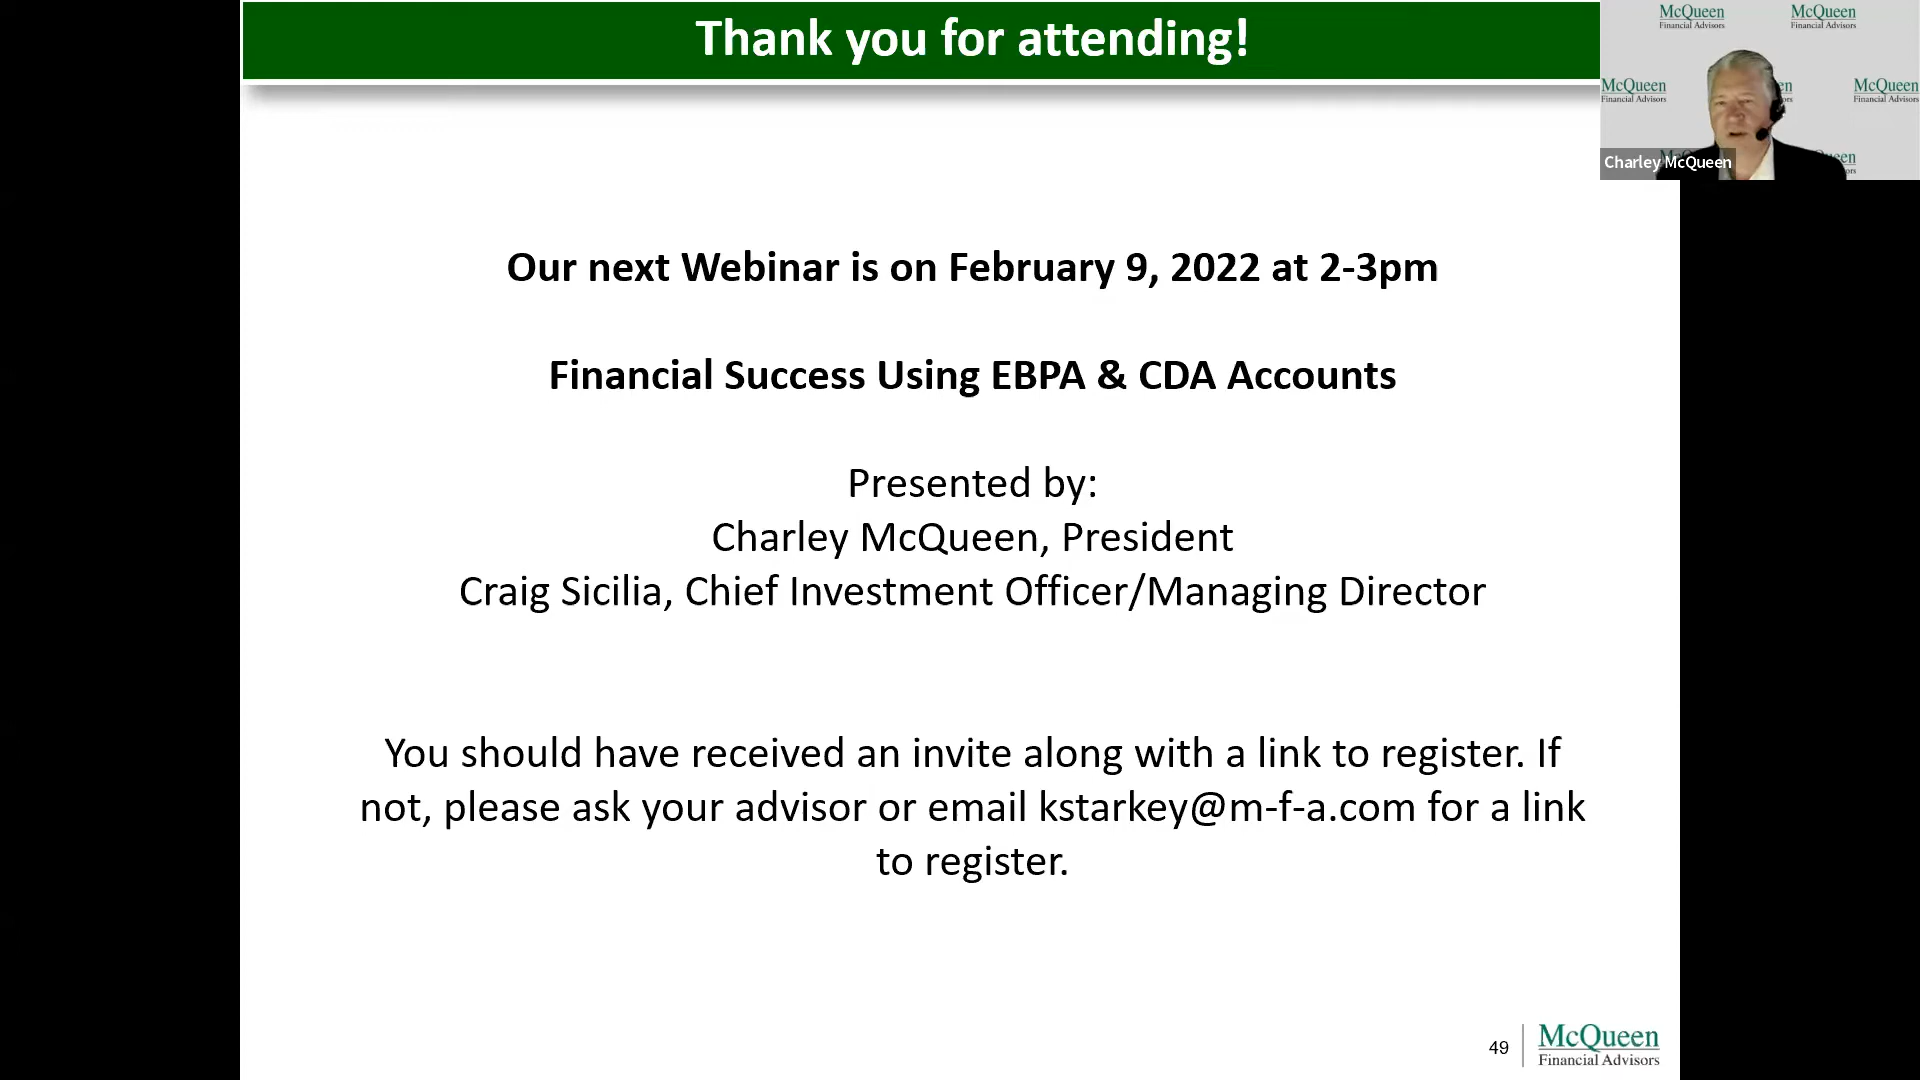 Thank you for attending!
McQueen
Financial Advisors
McQueen
Financial Advisors
McQueen
Financial Advisors
McQueen
Financial Advisors
Charley McQueen
Our next Webinar is on February 9, 2022 at 2-3pm
Financial Success Using EBPA & CDA Accounts
Presented by:
Charley McQueen, President
Craig Sicilia, Chief Investment Officer/Managing Director
You should have received an invite along with a link to register. If
not, please ask your advisor or email kstarkey@m-f-a.com for a link
to register.
49
McQueen
Financial Advisors